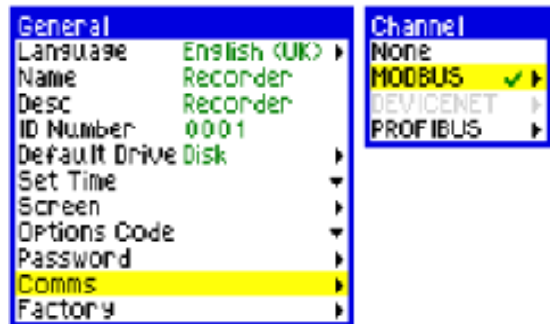 General
Language English (UK)
Name Recorder
Desc Recorder
ID Number 0001
Default Drive Disk
Set Time
Screen
Options Code
Password
Comms
Factory
Channel
None
MODBUS
DEVICENET
PROFIBUS